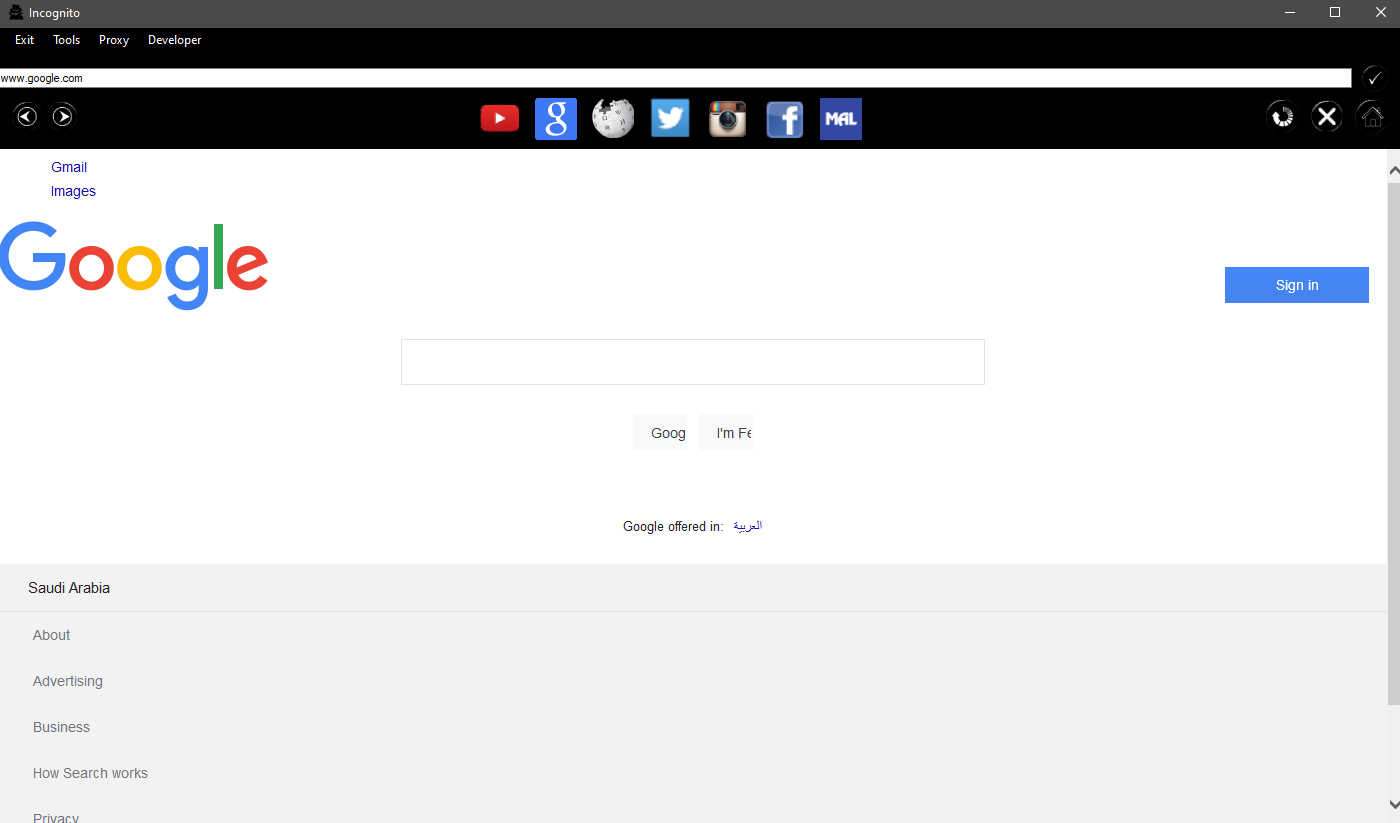 Incognito
Exit Tools Proxy Developer
www.google.com
g f MAL
Gmail
Images
Google
Sign in
Goog I'm Fe
Google offered in: العربية
Saudi Arabia
About
Advertising
Business
How Search works
Privacy